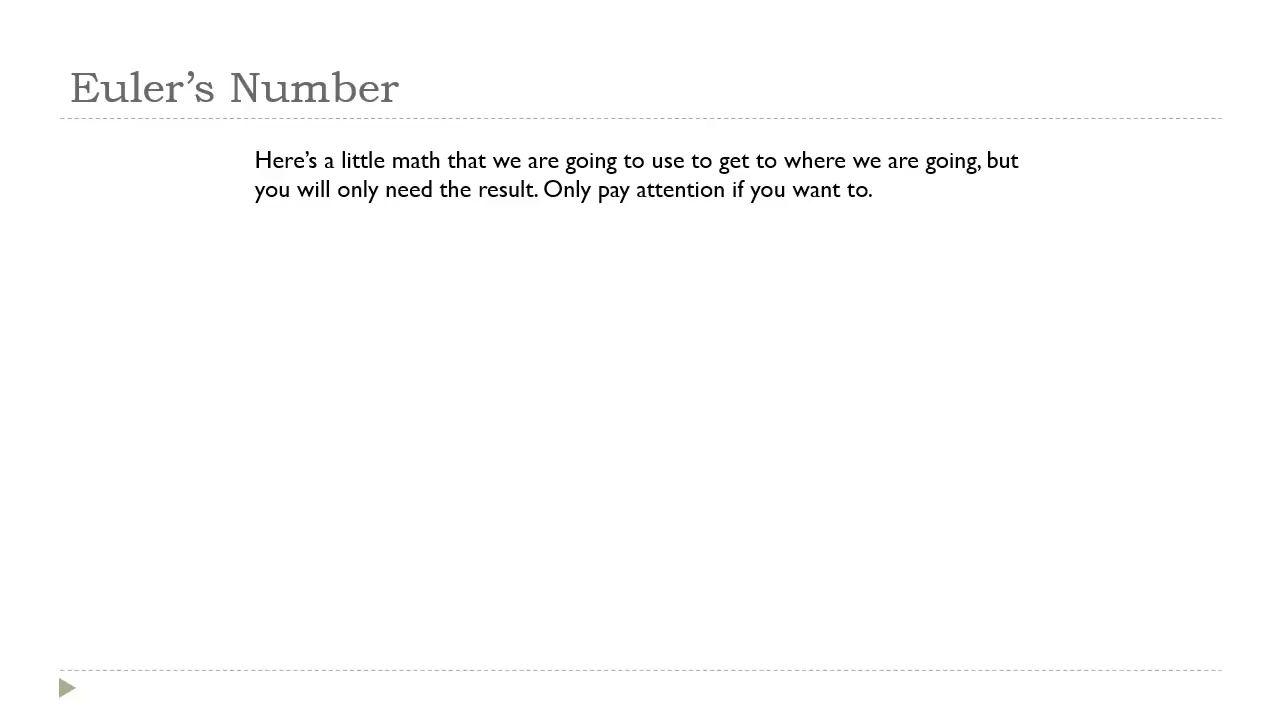 Euler’s Number
Here’s a little math that we are going to use to get to where we are going, but
you will only need the result. Only pay attention if you want to.